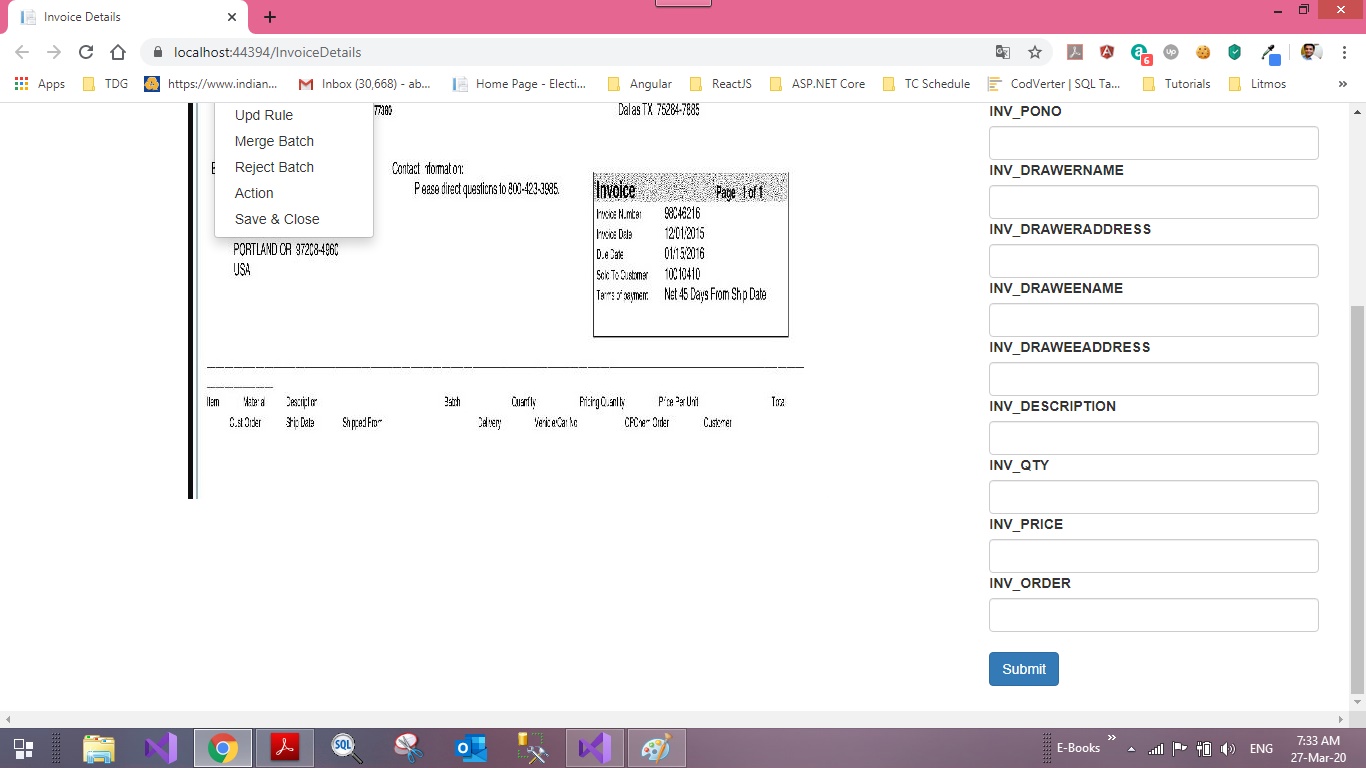 Invoice Details
localhost:44394/InvoiceDetails
6
Apps TDG https://www.indian... Inbox (30,668) - ab... Home Page - Electi... Angular ReactJS ASP.NET Core TC Schedule CodVerter | SQL Ta... Tutorials Litmos »
Upd Rule
Merge Batch
Reject Batch
Action
Save & Close
77380
Dallas TX 75284-7885
Contact Information:
Please direct questions to 800-423-3985.
PORTLAND OR 97208-4960
USA
Invoice Page 1 of 1
Invoice Number 98046216
Invoice Date 12/01/2015
Due Date 01/15/2016
Sold To Customer 10010410
Terms of payment Net 45 Days From Ship Date
Item Material Description Batch Quantity Pricing Quantity Price Per Unit Total
Cust Order Ship Date Shipped From Delivery Vehicle/Car No CPChem Order Customer
INV_PONO
INV_DRAWERNAME
INV_DRAWERADDRESS
INV_DRAWEENAME
INV_DRAWEEADDRESS
INV_DESCRIPTION
INV_QTY
INV_PRICE
INV_ORDER
Submit
SQL
E-Books » ENG 7:33 AM
27-Mar-20